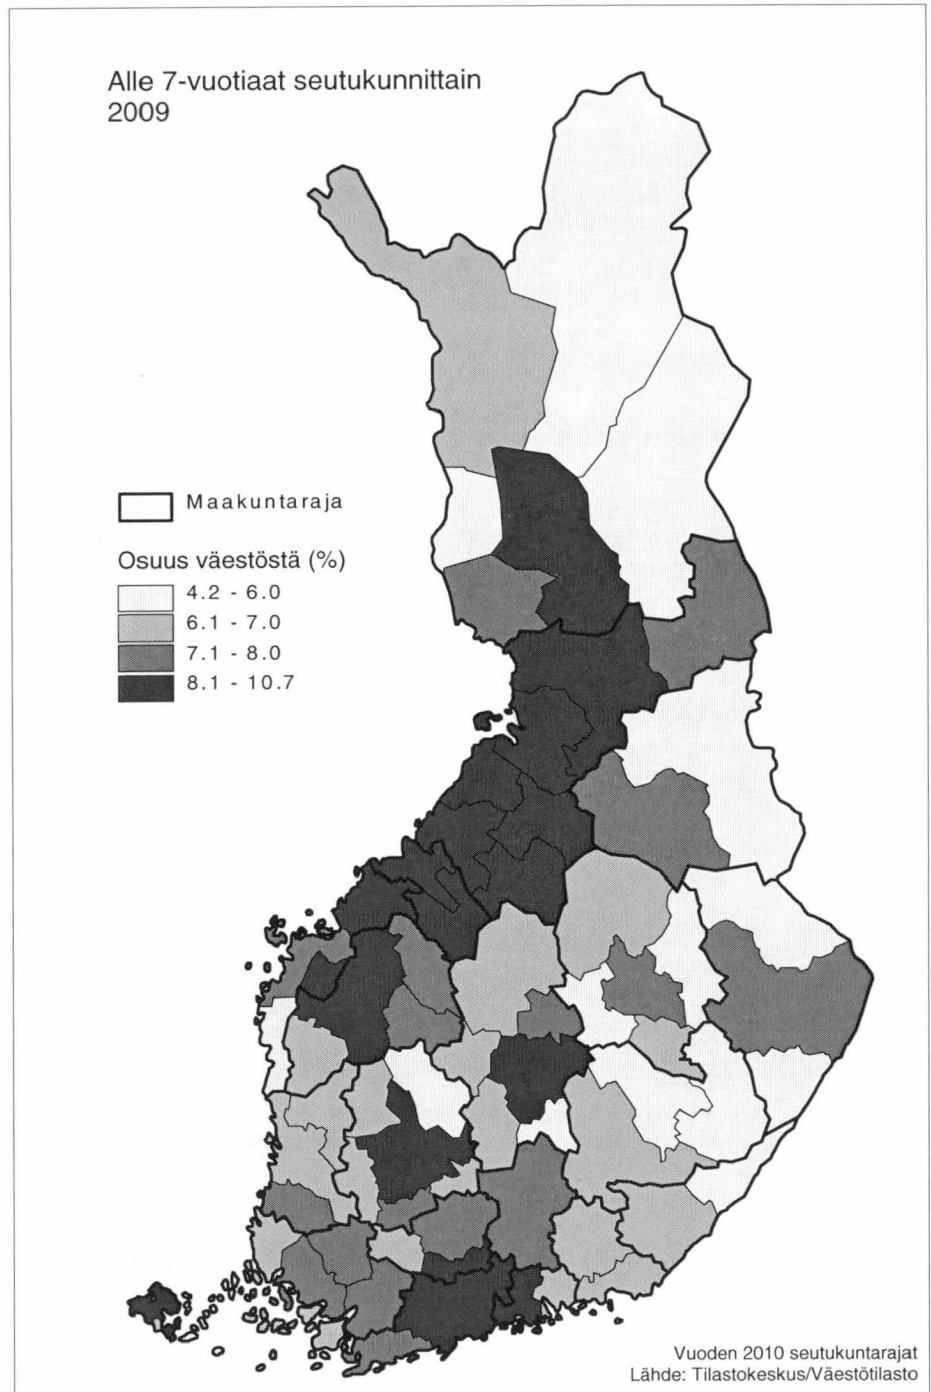 Alle 7-vuotiaat seutukunnittain
2009
Maakuntaraja
Osuus väestöstä (%)
4.2 - 6.0
6.1 - 7.0
7.1 - 8.0
8.1 - 10.7
Vuoden 2010 seutukuntarajat
Lähde: Tilastokeskus/Väestötilasto